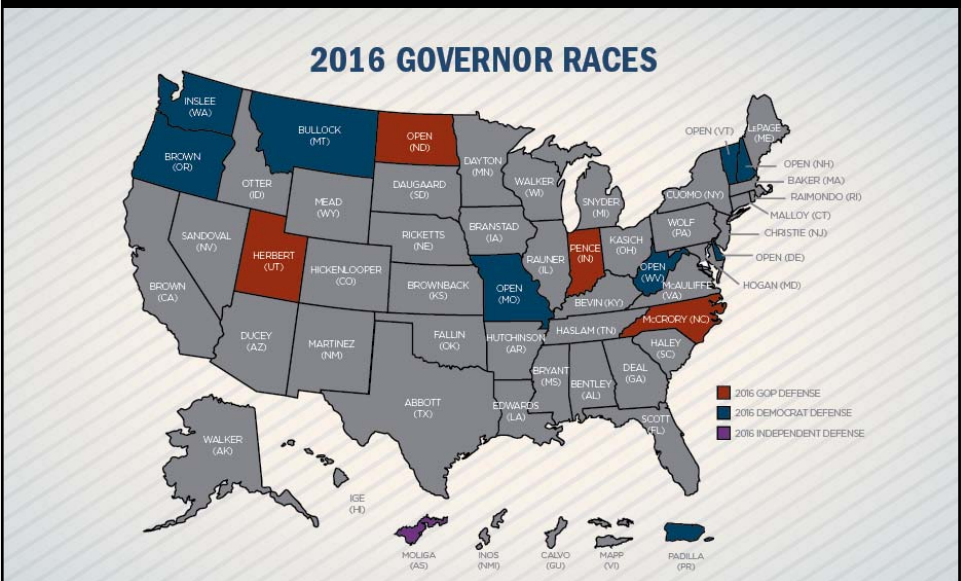 2016 GOVERNOR RACES
INSLEE
(WA)
BROWN
(OR)
BULLOCK
(MT)
OPEN
(ND)
OTTER
(ID)
MEAD
(WY)
DAUGAARD
(SD)
DAYTON
(MN)
WALKER
(WI)
SNYDER
(MI)
OPEN (VT)
LePAGE
(ME)
OPEN (NH)
BAKER (MA)
RAIMONDO (RI)
MALLOY (CT)
CHRISTIE (NJ)
OPEN (DE)
HOGAN (MD)
CUOMO (NY)
WOLF
(PA)
SANDOVAL
(NV)
HERBERT
(UT)
HICKENLOOPER
(CO)
RICKETTS
(NE)
BRANSTAD
(IA)
RAUNER
(IL)
PENCE
(IN)
KASICH
(OH)
OPEN
(WV)
McAULIFFE
(VA)
BROWN
(CA)
BROWNBACK
(KS)
OPEN
(MO)
BEVIN (KY)
McCRORY (NC)
DUCEY
(AZ)
MARTINEZ
(NM)
FALLIN
(OK)
HUTCHINSON
(AR)
HASLAM (TN)
HALEY
(SC)
ABBOTT
(TX)
EDWARDS
(LA)
BRYANT
(MS)
BENTLEY
(AL)
DEAL
(GA)
SCOTT
(FL)
2016 GOP DEFENSE
2016 DEMOCRAT DEFENSE
2016 INDEPENDENT DEFENSE
WALKER
(AK)
IGE
(HI)
MOLIGA
(AS)
INOS
(NMI)
CALVO
(GU)
MAPP
(VI)
PADILLA
(PR)